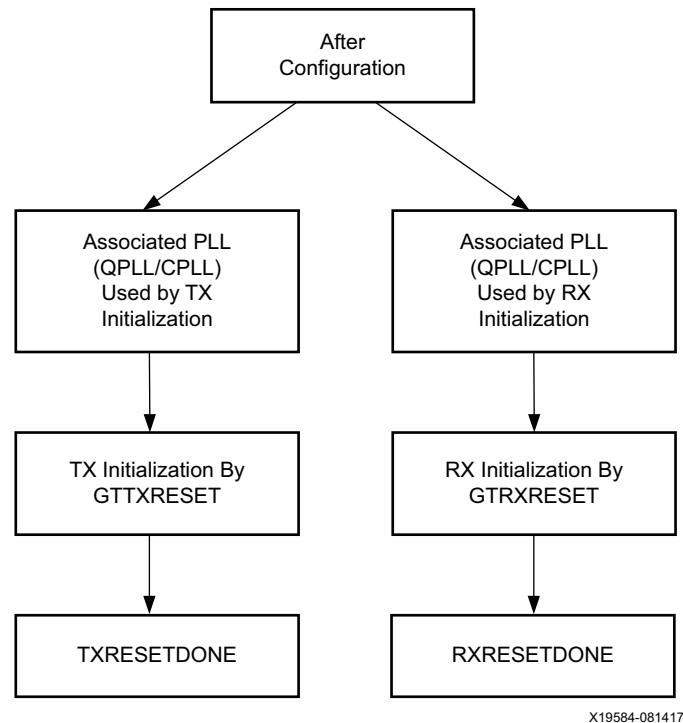 After
Configuration
Associated PLL
(QPLL/CPLL)
Used by TX
Initialization
Associated PLL
(QPLL/CPLL)
Used by RX
Initialization
TX Initialization By
GTTXRESET
RX Initialization By
GTRXRESET
TXRESETDONE
RXRESETDONE
X19584-081417